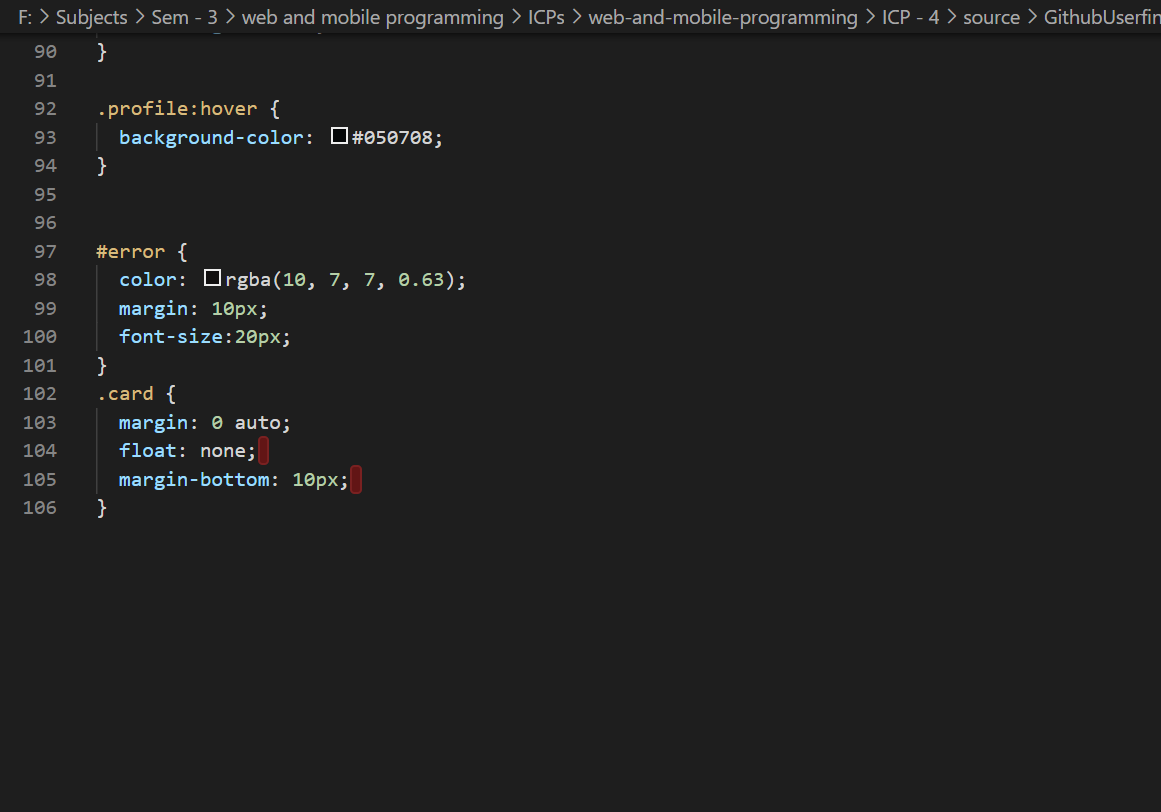 F: > Subjects > Sem - 3 > web and mobile programming > ICPs > web-and-mobile-programming > ICP - 4 > source > GithubUserfin
90 }
91
92 .profile:hover {
93 background-color: #050708;
94 }
95
96
97 #error {
98 color: rgba(10, 7, 7, 0.63);
99 margin: 10px;
100 font-size:20px;
101 }
102 .card {
103 margin: 0 auto;
104 float: none;
105 margin-bottom: 10px;
106 }